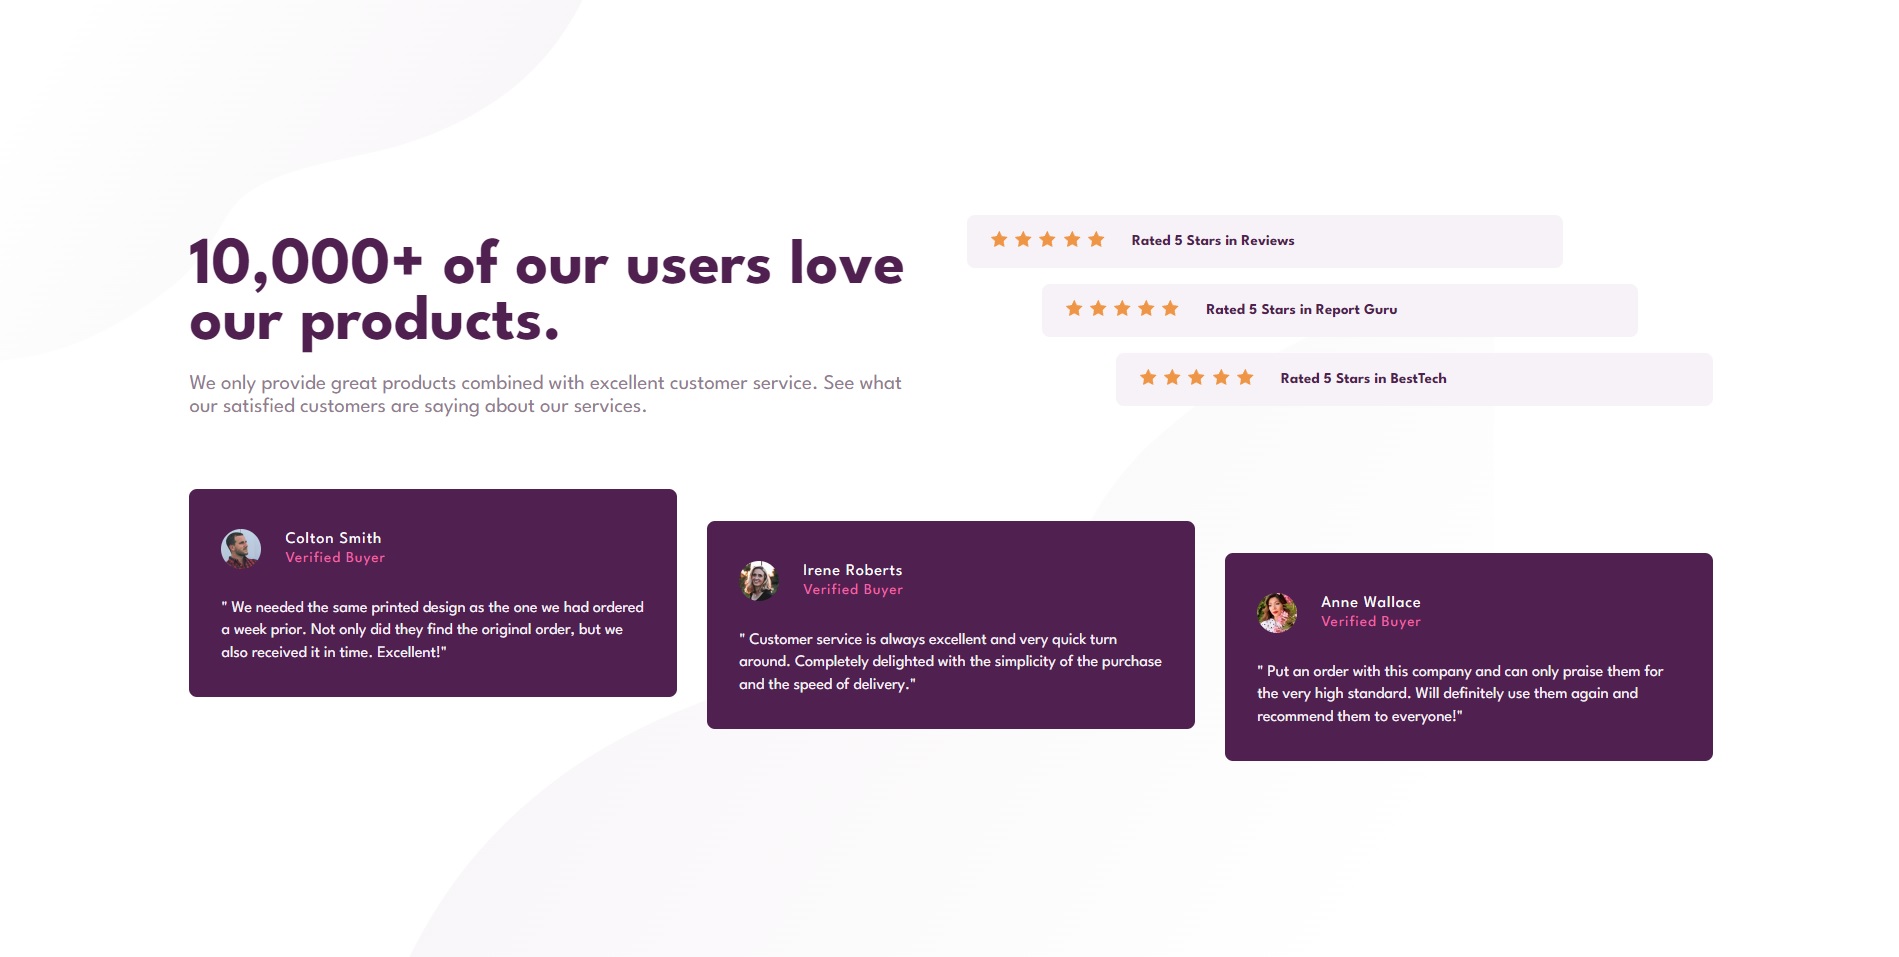 10,000+ of our users love
our products.
We only provide great products combined with excellent customer service. See what
our satisfied customers are saying about our services.
Rated 5 Stars in Reviews
Rated 5 Stars in Report Guru
Rated 5 Stars in BestTech
Colton Smith
Verified Buyer
" We needed the same printed design as the one we had ordered
a week prior. Not only did they find the original order, but we
also received it in time. Excellent!"
Irene Roberts
Verified Buyer
" Customer service is always excellent and very quick turn
around. Completely delighted with the simplicity of the purchase
and the speed of delivery."
Anne Wallace
Verified Buyer
" Put an order with this company and can only praise them for
the very high standard. Will definitely use them again and
recommend them to everyone!"